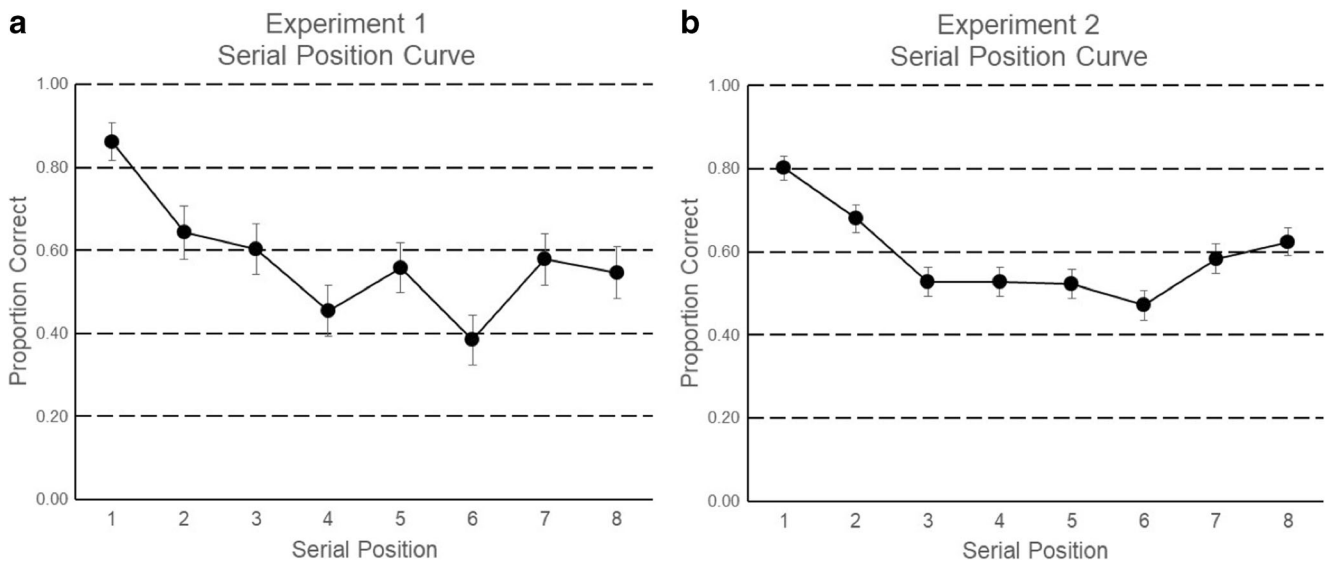 a
Experiment 1
Serial Position Curve
1.00
0.80
0.60
0.40
0.20
0.00
Proportion Correct
1 2 3 4 5 6 7 8
Serial Position
b
Experiment 2
Serial Position Curve
1.00
0.80
0.60
0.40
0.20
0.00
Proportion Correct
1 2 3 4 5 6 7 8
Serial Position